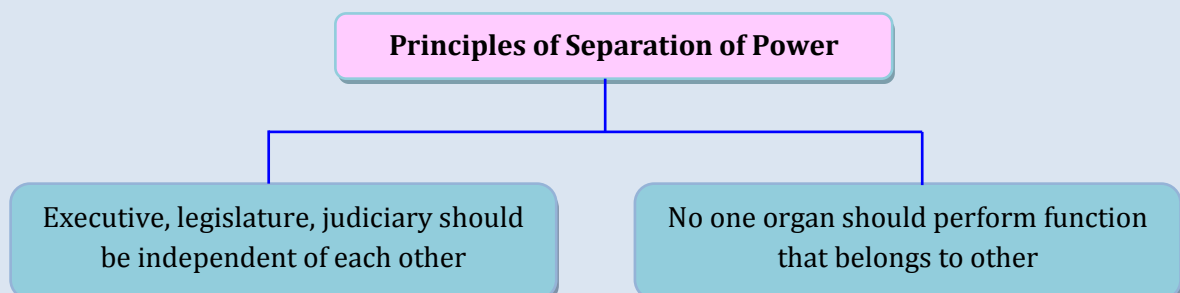 Principles of Separation of Power
Executive, legislature, judiciary should
be independent of each other
No one organ should perform function
that belongs to other